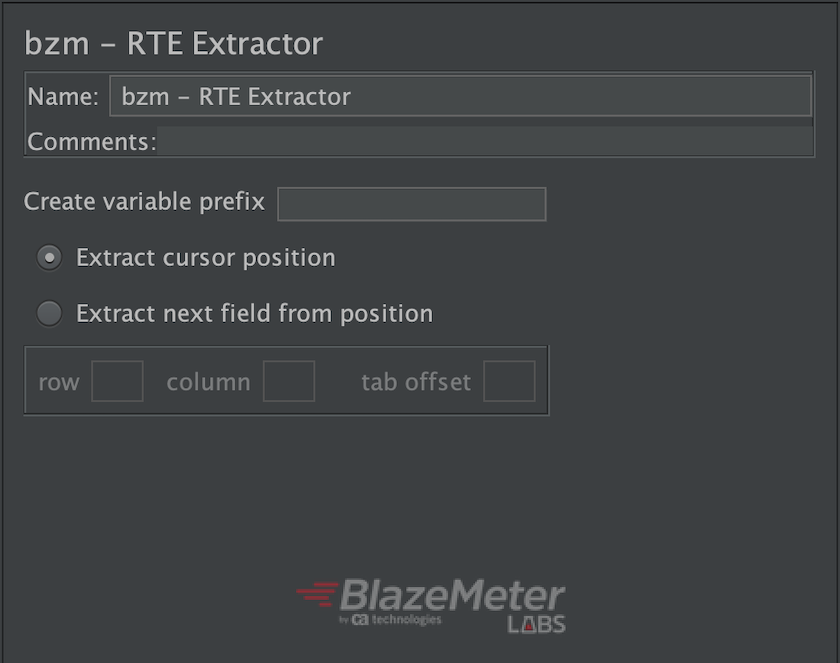 bzm – RTE Extractor
Name: bzm – RTE Extractor
Comments:
Create variable prefix
Extract cursor position
Extract next field from position
row column tab offset
BlazeMeter
by ca technologies
LABS